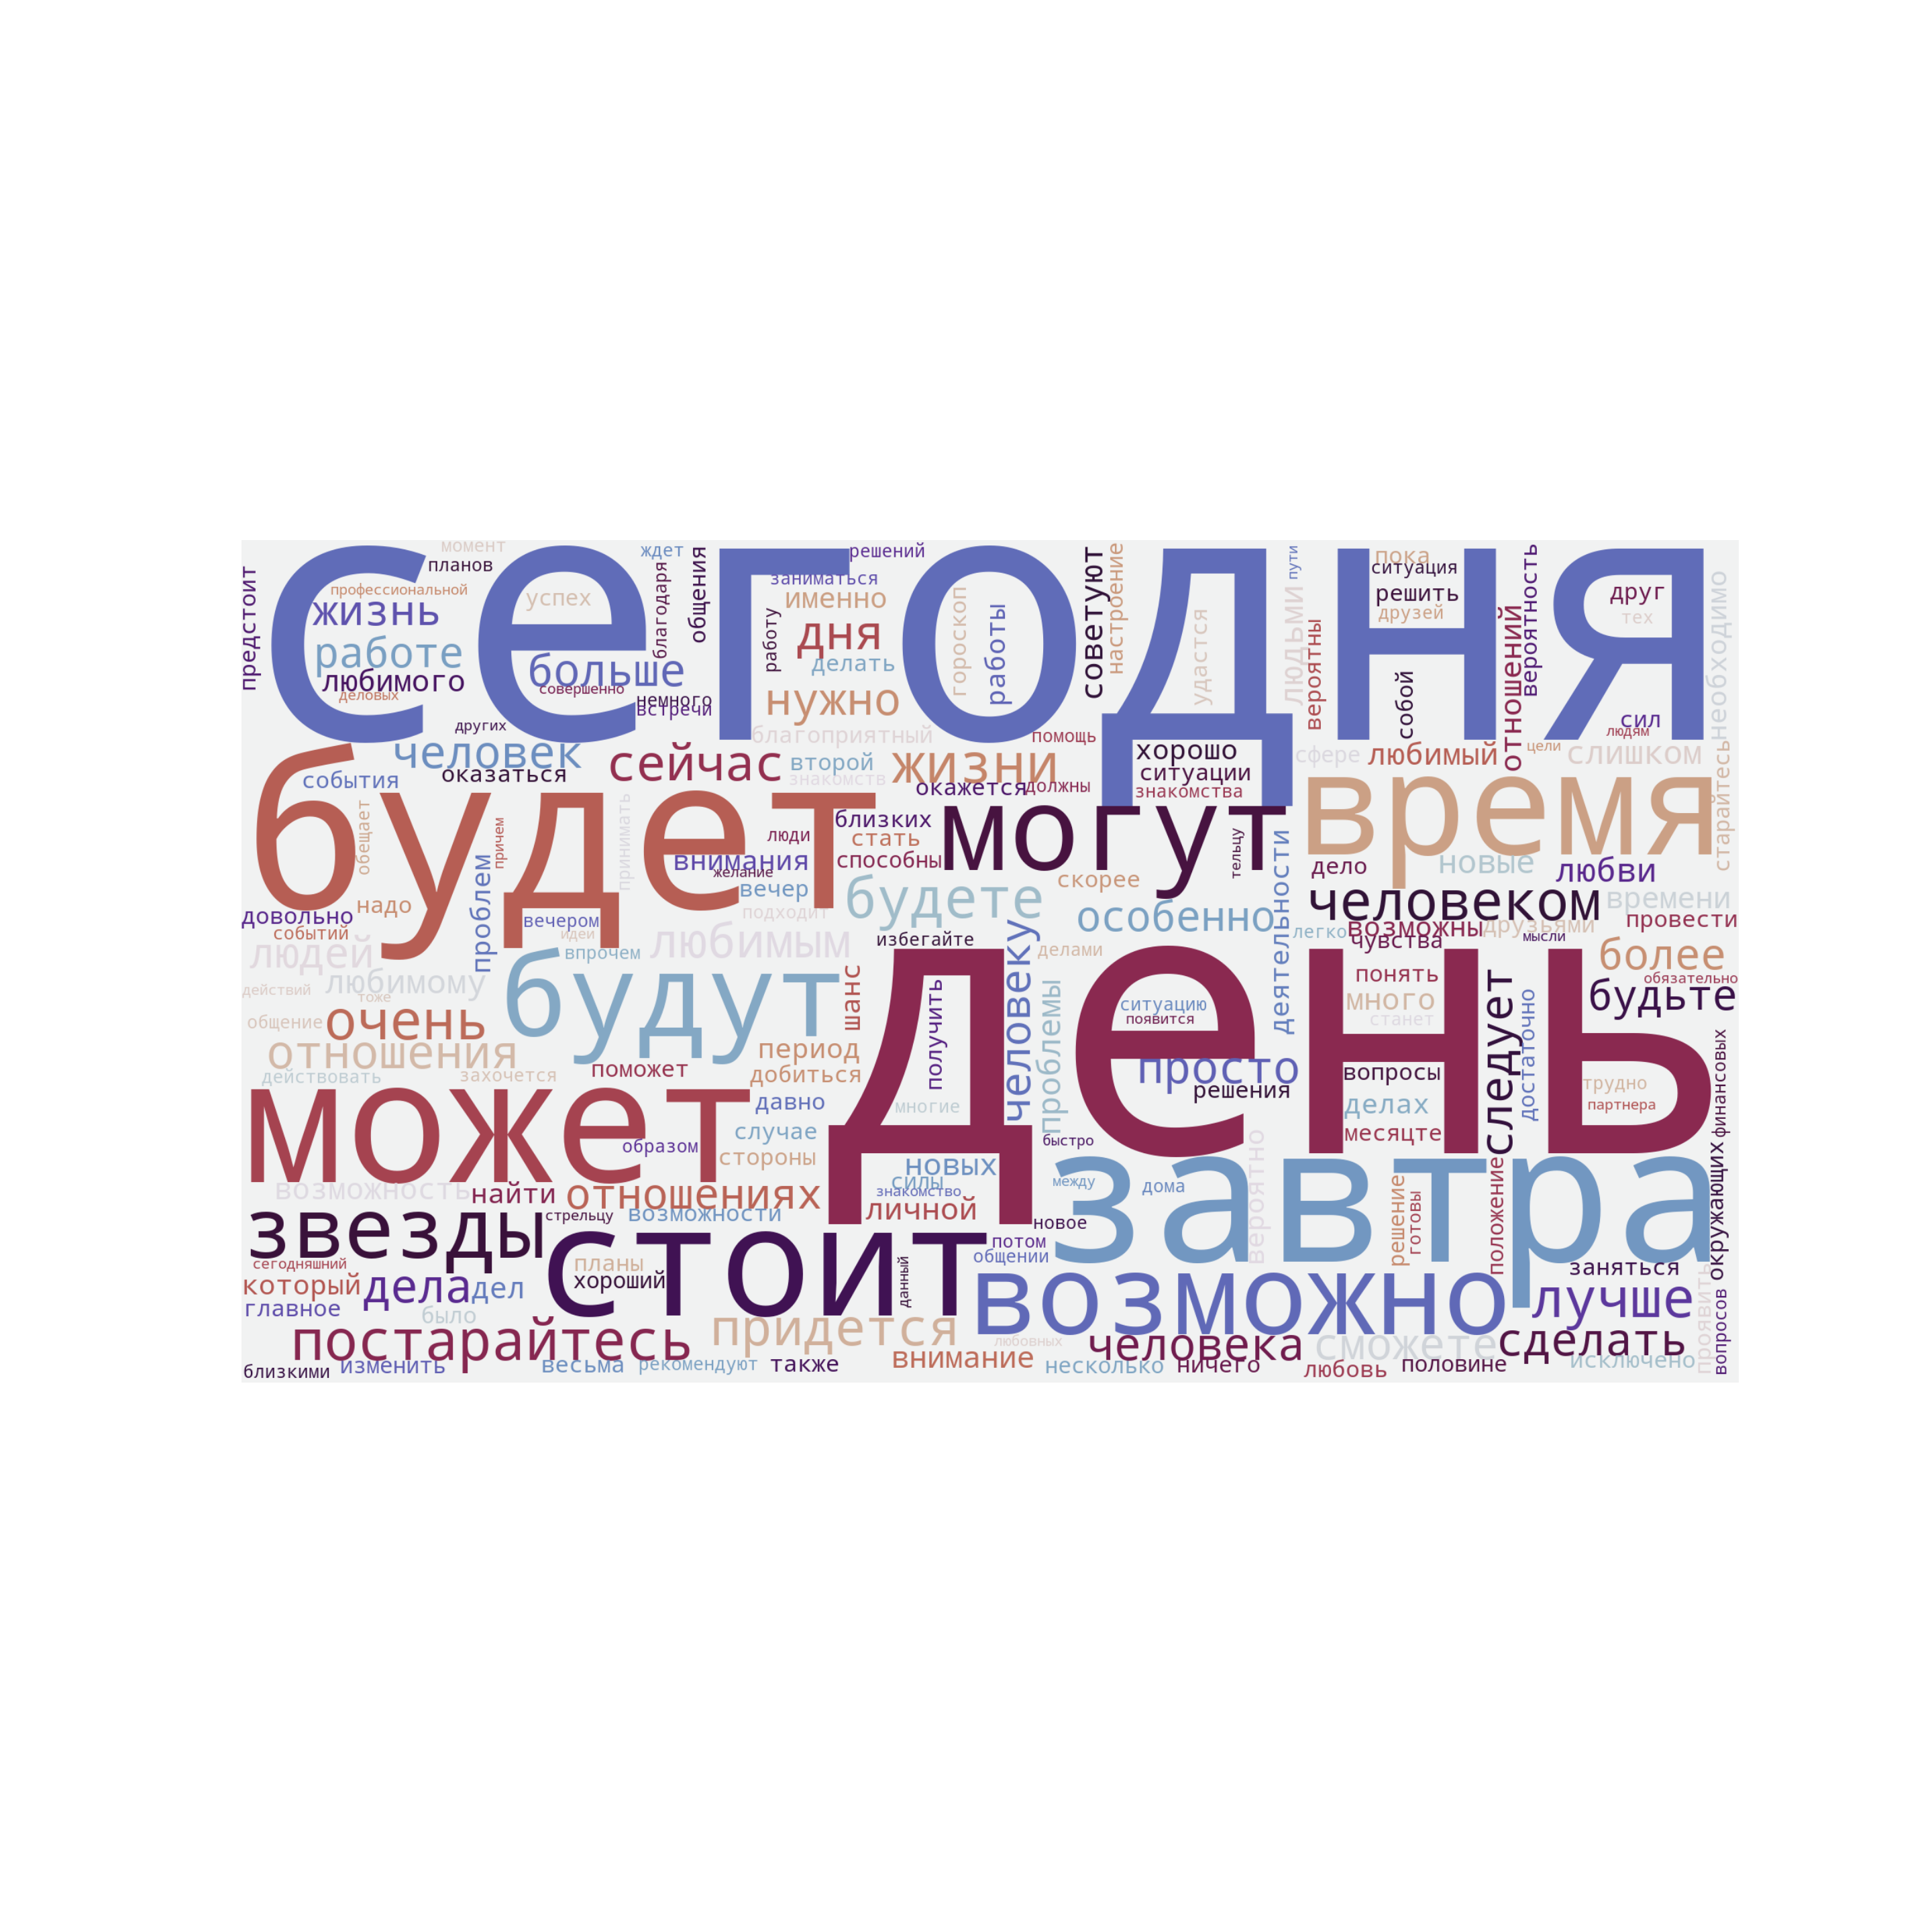 сегодня
момент
ждет
решений
планов
профессиональной
жизнь
успех
благодаря
общения
заниматься
именно
работу
дня
делать
гороскоп
работы
советуют
настроение
удастся
пути
людьми
вероятны
пока
ситуация
решить
друзей
собой
отношений
вероятность
друг
тех
сил
людям
необходимо
предстоит
работе
любимого
деловых
больше
совершенно
немного
встречи
нужно
других
человек
события
оказаться
сейчас
благоприятный
второй
знакомств
жизни
помощь
окажется
должны
хорошо
ситуации
знакомства
сфере
любимый
цели
слишком
старайтесь
будет
обещает
причем
принимать
проблем
люди
близких
стать
способны
внимания
желание
вечер
могут
тельцу
время
дело
новые
любви
деятельности
скорее
будете
особенно
человеком
времени
довольно
надо
событий
вечером
идеи
впрочем
подходит
любимым
избегайте
делами
легко
возможны
чувства
друзьями
мысли
провести
более
обязательно
людей
любимому
действий
тоже
будут
шанс
получить
человеку
проблемы
день
ситуацию
появится
понять
много
станет
следует
достаточно
будьте
общение
очень
отношения
действовать
захочется
поможет
период
добиться
давно
многие
просто
решения
вопросы
делах
месяцте
трудно
партнера
финансовых
может
образом
случае
стороны
быстро
возможность
найти
отношениях
новых
силы
знакомство
личной
между
дома
вероятно
завтра
решение
готовы
положение
окружающих
звезды
стрельцу
возможности
новое
сегодняшний
стоит
планы
хороший
данный
потом
общении
который
дела
дел
возможно
заняться
лучше
главное
было
постарайтесь
придется
любовных
человека
сможете
сделать
проявить
вопросов
близкими
изменить
весьма
рекомендуют
также
внимание
несколько
ничего
любовь
половине
исключено